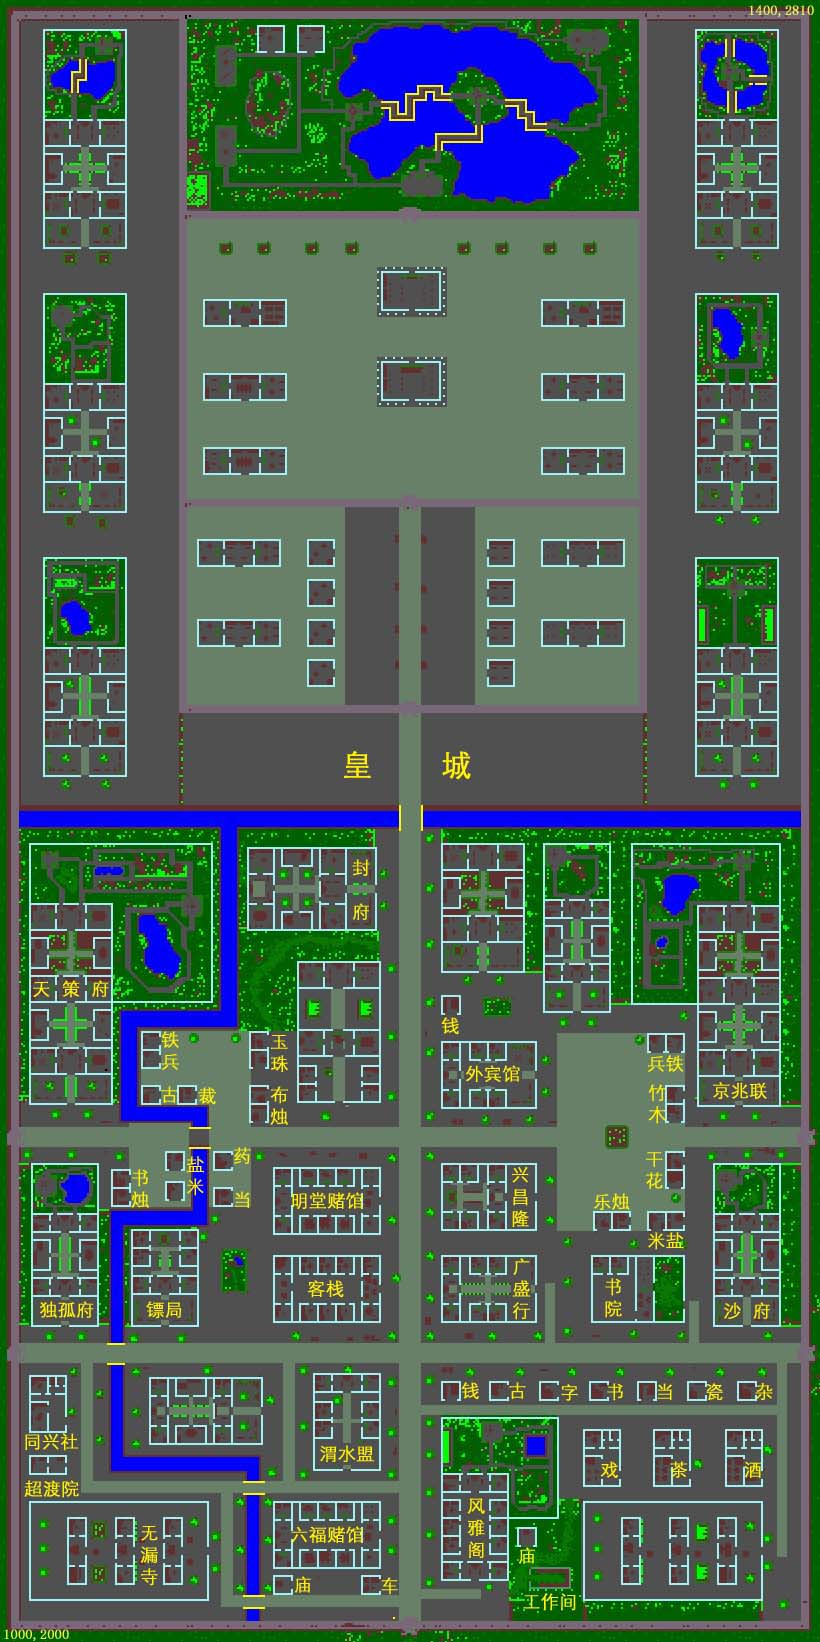 1400, 2810
皇 城
封
府
天 策 府
钱
铁
兵
玉
珠
兵铁
外宾馆
古 裁
布
烛
竹
木
京兆联
书
烛
盐
米
药
当
明堂赌馆
兴
昌
隆
干
花
乐烛
米盐
独孤府
镖局
客栈
广
盛
行
书
院
沙 府
钱 古 字 书 当 瓷 杂
同兴社
渭水盟
超渡院
戏 茶 酒
无
漏
寺
六福赌馆
风
雅
阁
庙
庙 车
工作间
1000, 2000